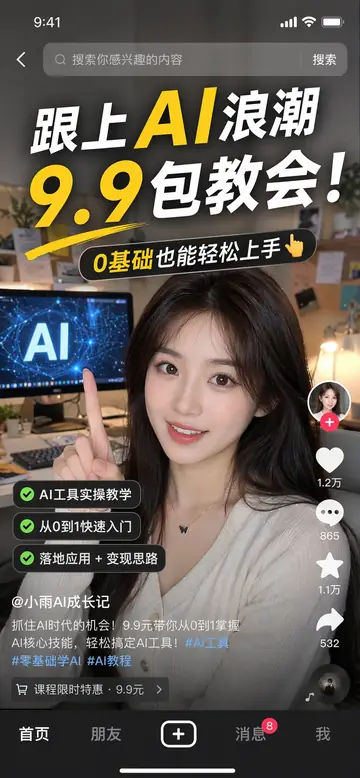 9:41
搜索你感兴趣的内容 搜索
跟上AI浪潮
9.9包教会!
0基础也能轻松上手👆
AI
AI工具实操教学
从0到1快速入门
落地应用 + 变现思路
1.2万
865
1.1万
532
@小雨AI成长记
抓住AI时代的机会！9.9元带你从0到1掌握
AI核心技能，轻松搞定AI工具！#AI工具
#零基础学AI #AI教程
课程限时特惠 · 9.9元 >
首页 朋友 消息 8 我